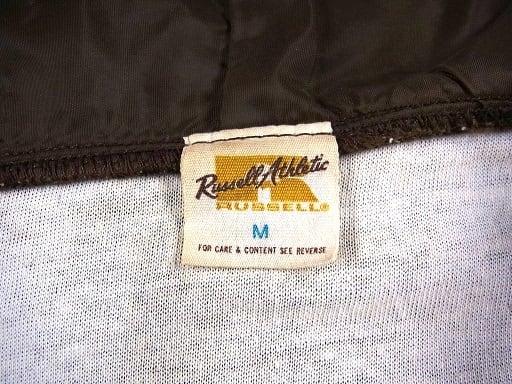 Russell Athletic
RUSSELL®
M
FOR CARE & CONTENT SEE REVERSE